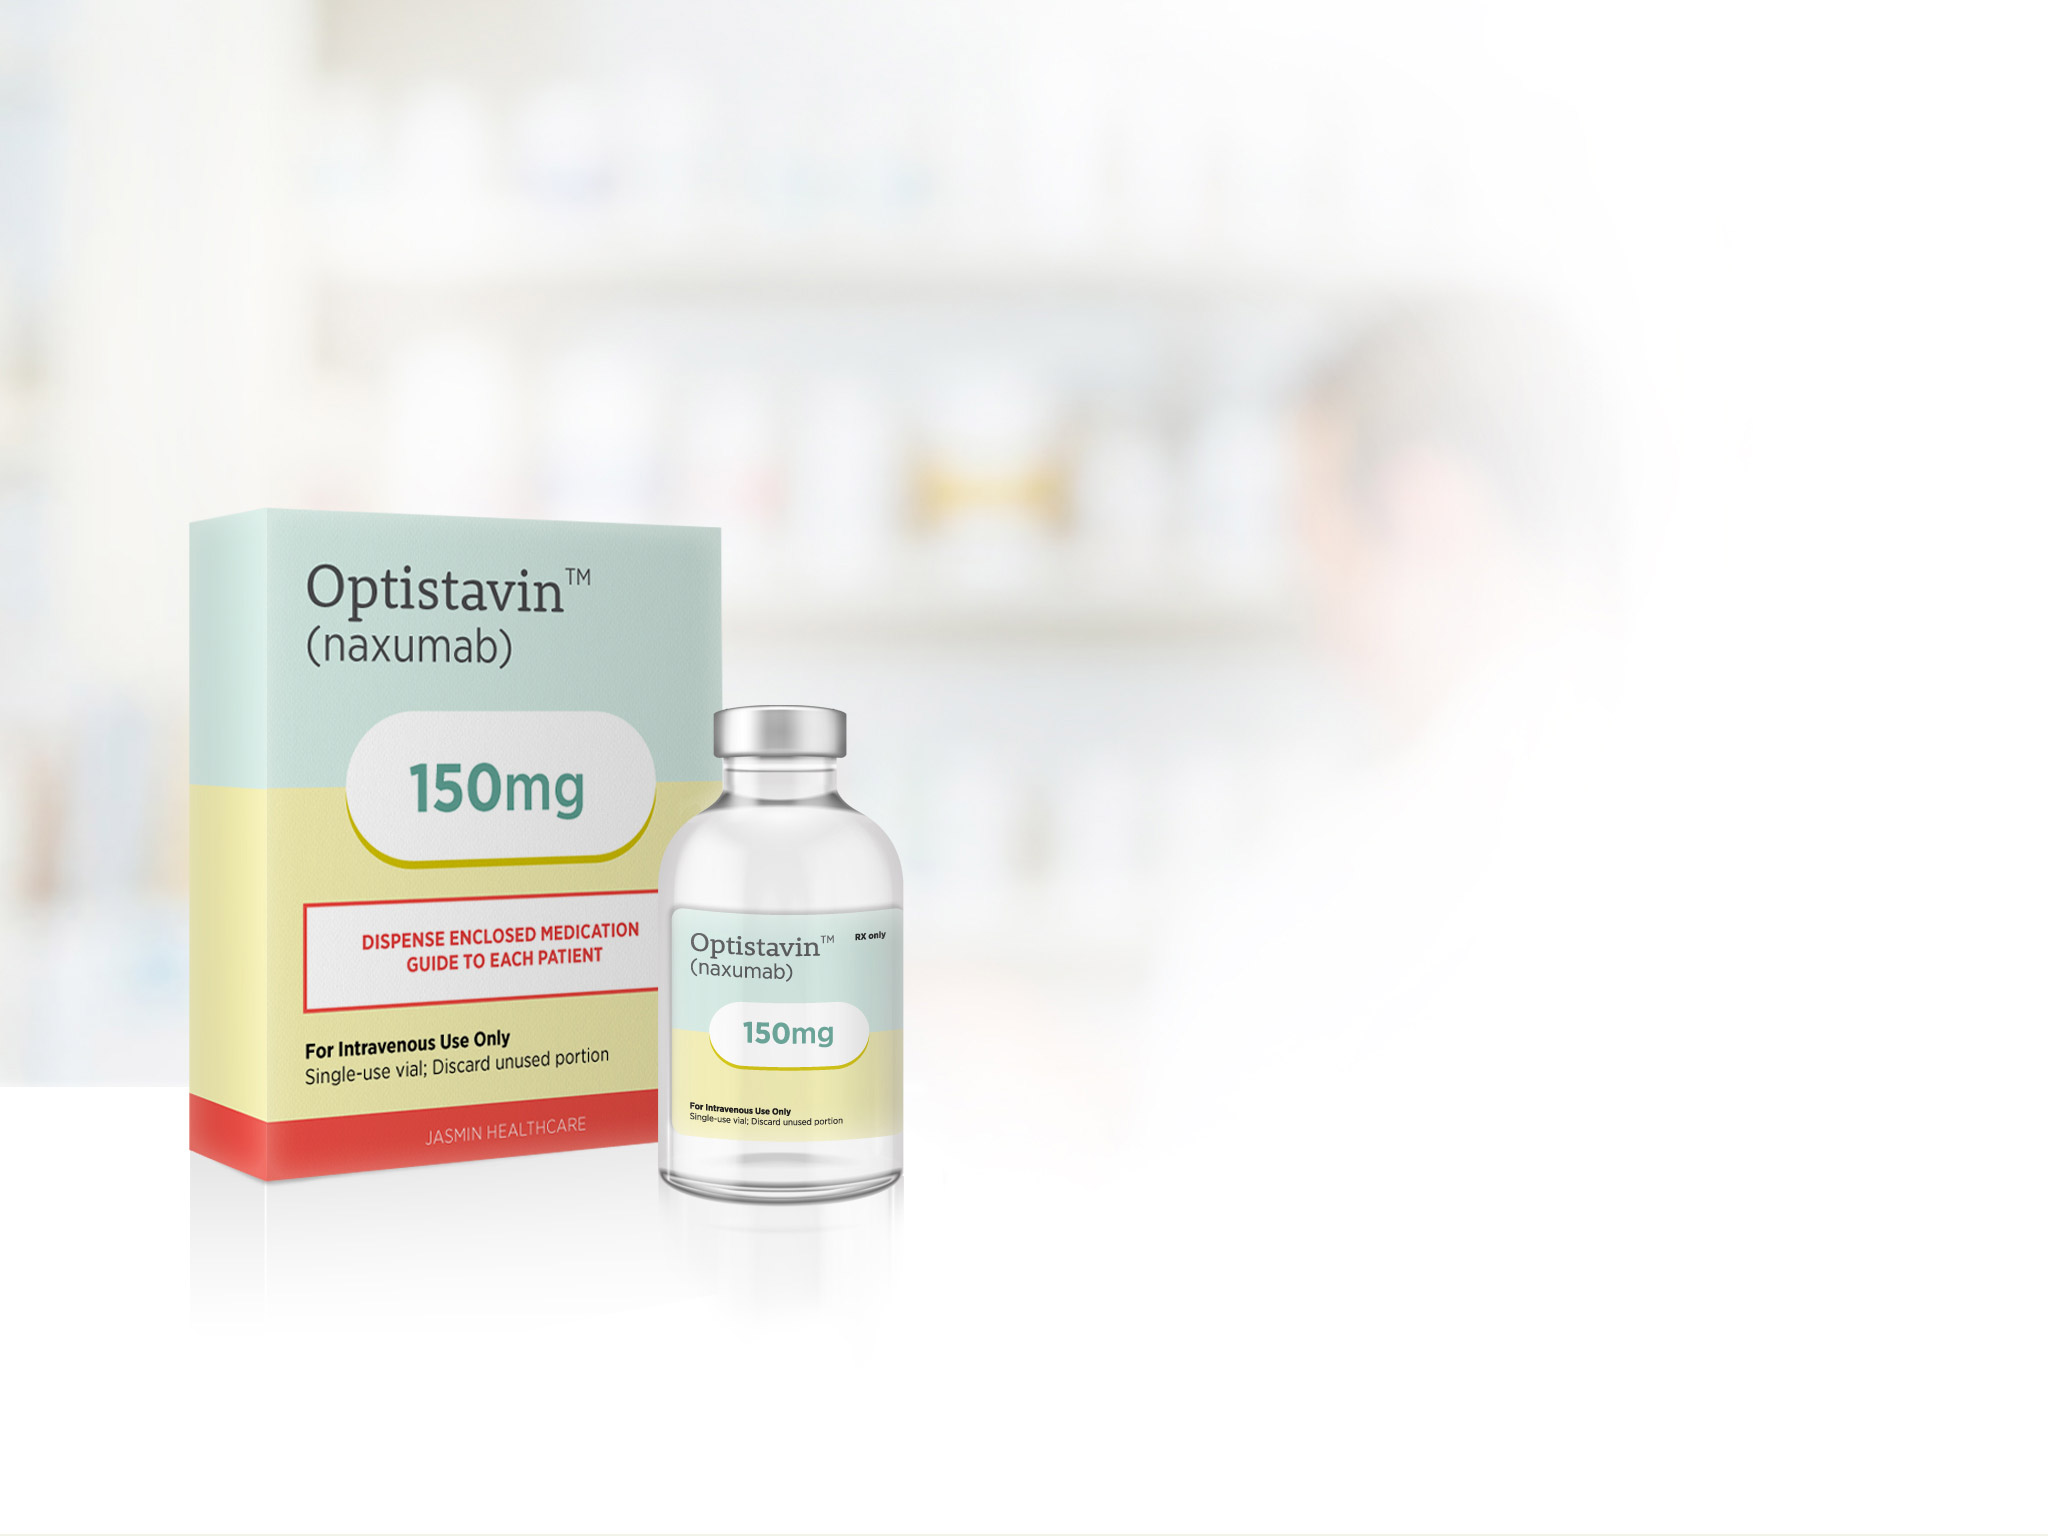 Optistavin™
(naxumab)
150mg
DISPENSE ENCLOSED MEDICATION
GUIDE TO EACH PATIENT
For Intravenous Use Only
Single-use vial; Discard unused portion
JASMIN HEALTHCARE
Optistavin™
RX only
(naxumab)
150mg
For Intravenous Use Only
Single-use vial; Discard unused portion